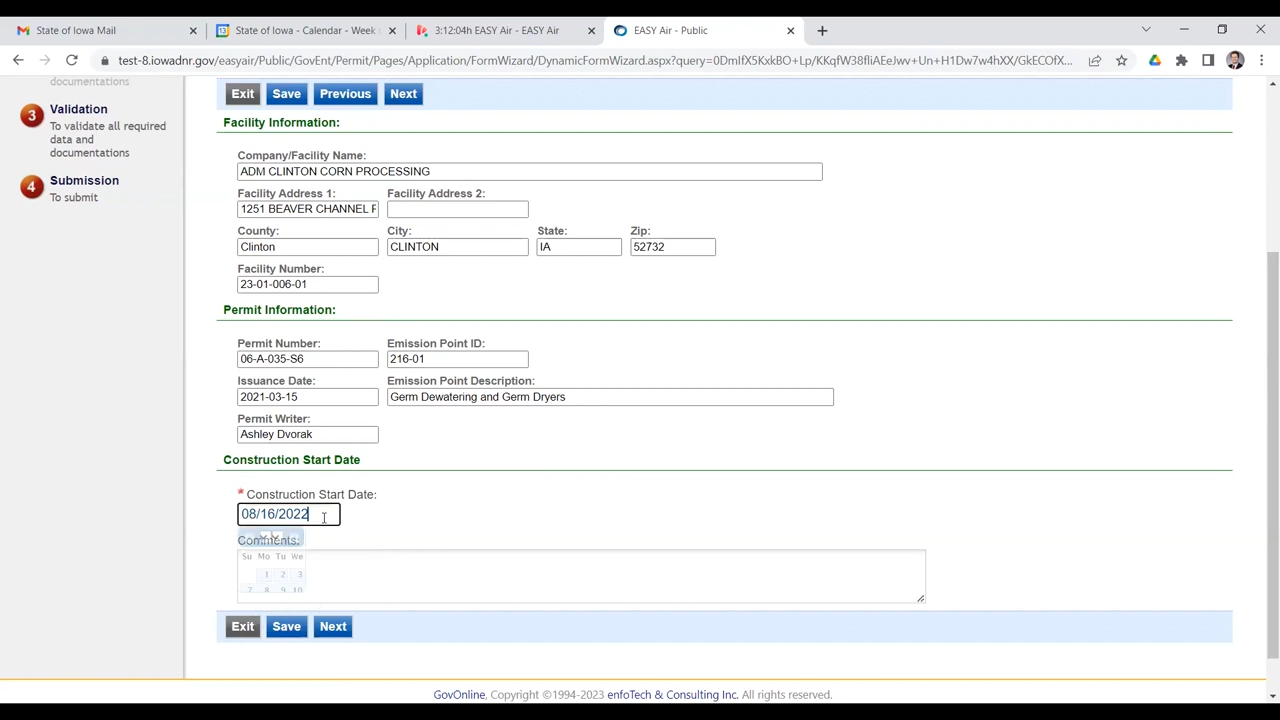 State of Iowa Mail
State of Iowa - Calendar - Week
3:12:04h EASY Air - EASY Air
EASY Air - Public
test-8.iowadnr.gov/easyair/Public/GovEnt/Permit/Pages/Application/FormWizard/DynamicFormWizard.aspx?query=0DmIfX5KxkBO+Lp/KKqfW38fliAEeJwv+Un+H1Dw7w4hXX/GkECOfX...
documentations
3 Validation
To validate all required
data and
documentations
4 Submission
To submit
Exit Save Previous Next
Facility Information:
Company/Facility Name:
ADM CLINTON CORN PROCESSING
Facility Address 1: Facility Address 2:
1251 BEAVER CHANNEL
County: City: State: Zip:
Clinton CLINTON IA 52732
Facility Number:
23-01-006-01
Permit Information:
Permit Number: Emission Point ID:
06-A-035-S6 216-01
Issuance Date: Emission Point Description:
2021-03-15 Germ Dewatering and Germ Dryers
Permit Writer:
Ashley Dvorak
Construction Start Date
* Construction Start Date:
08/16/2022
Comments:
Su Mo Tu We
1 2 3
7 8 9 10
Exit Save Next
GovOnline, Copyright ©1994-2023 enfoTech & Consulting Inc. All rights reserved.